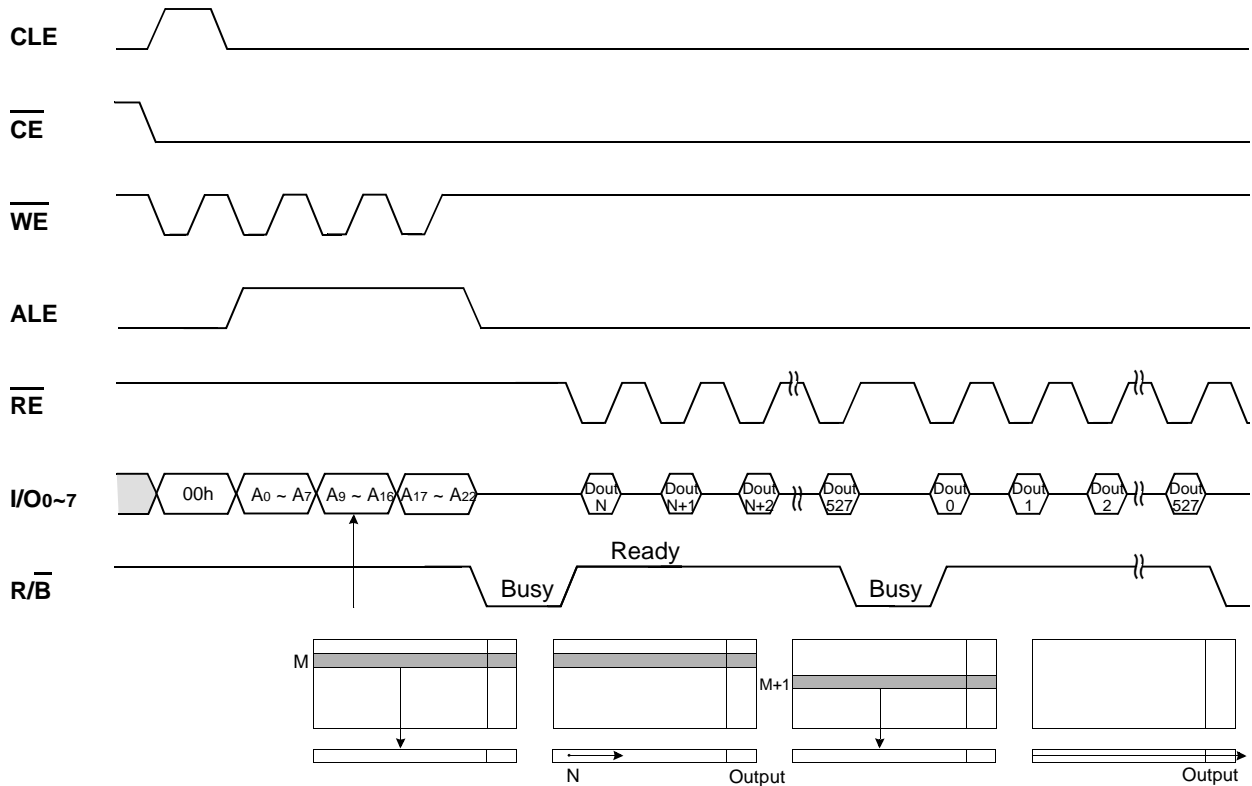 CLE
CE
WE
ALE
RE
I/O0~7
00h
A0 ~ A7
A9 ~ A16
A17 ~ A22
Dout
N
Dout
N+1
Dout
N+2
Dout
527
Dout
0
Dout
1
Dout
2
Dout
527
R/B
Busy
Ready
Busy
M
M+1
N
Output
Output